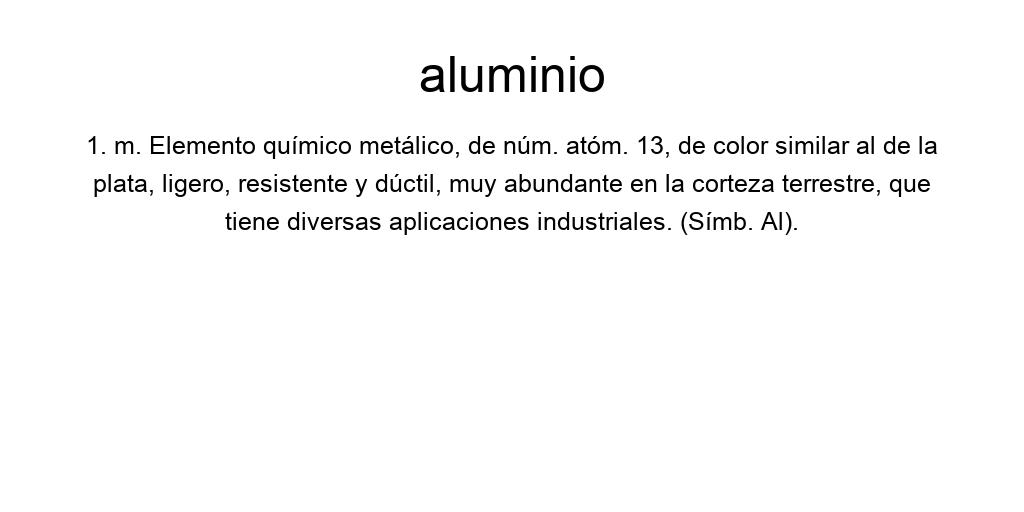 aluminio
1. m. Elemento químico metálico, de núm. atóm. 13, de color similar al de la
plata, ligero, resistente y dúctil, muy abundante en la corteza terrestre, que
tiene diversas aplicaciones industriales. (Símb. Al).